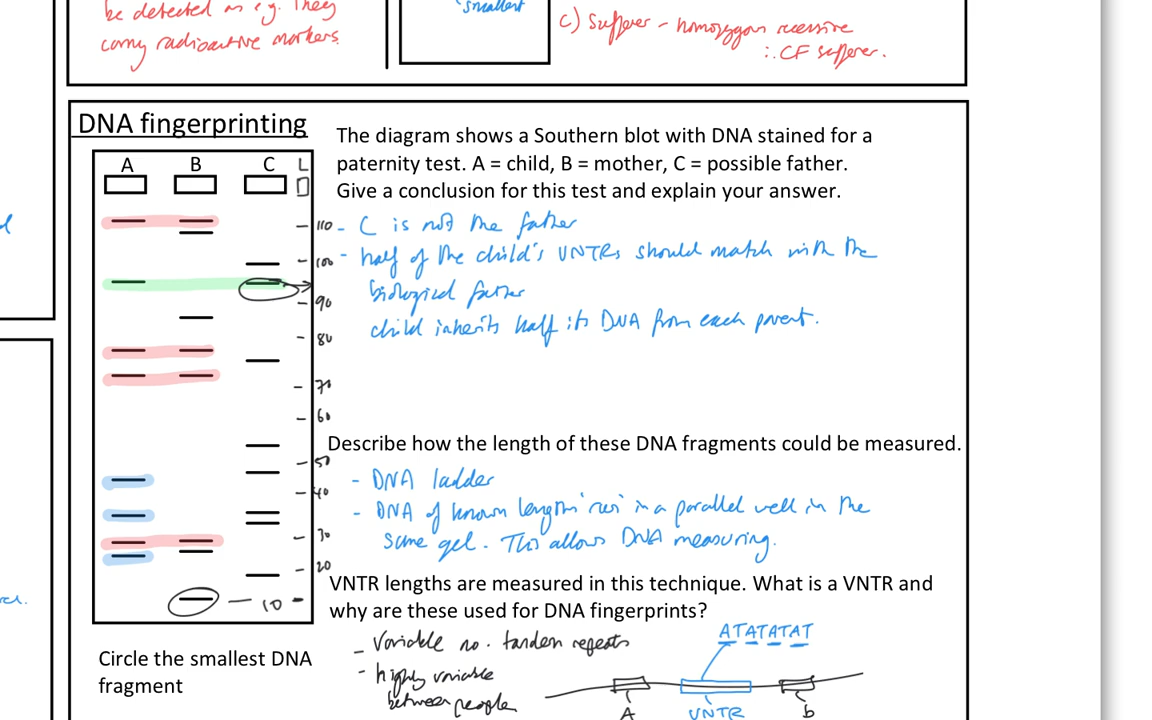 be detected as e.g. They
carry radioactive markers.
smallest
c) Sufferer - homozygous recessive
∴ CF sufferer.
DNA fingerprinting
The diagram shows a Southern blot with DNA stained for a
paternity test. A = child, B = mother, C = possible father.
Give a conclusion for this test and explain your answer.
A B C L
110
100
90
80
70
60
50
40
30
20
10
- C is not the father
- half of the child's VNTRs should match with the
biological father
child inherits half its DNA from each parent.
Describe how the length of these DNA fragments could be measured.
- DNA ladder
- DNA of known length 'run' in a parallel well in the
same gel. This allows DNA measuring.
VNTR lengths are measured in this technique. What is a VNTR and
why are these used for DNA fingerprints?
- Variable no. tandem repeats
- highly variable
between people
ATATATAT
A VNTR b
Circle the smallest DNA
fragment